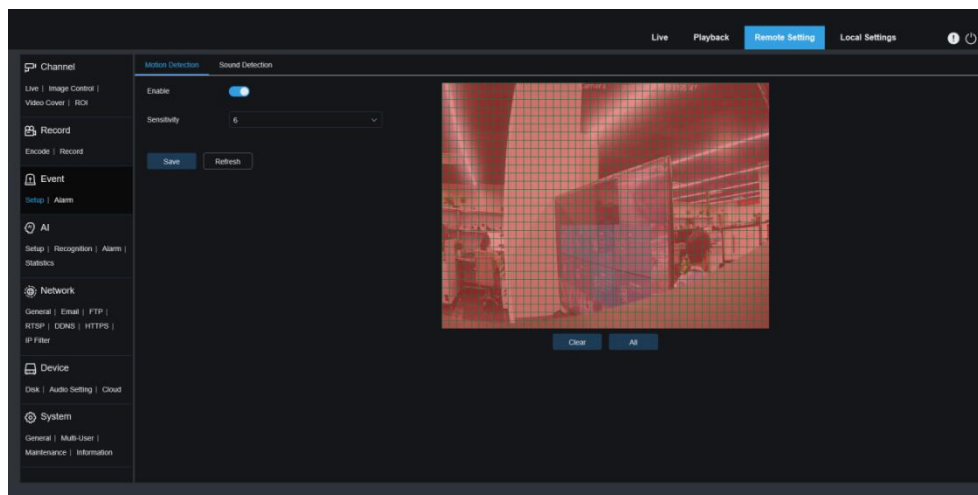 Live Playback Remote Setting Local Settings
Channel
Live | Image Control |
Video Cover | ROI
Record
Encode | Record
Event
Setup | Alarm
AI
Setup | Recognition | Alarm |
Statistics
Network
General | Email | FTP |
RTSP | DDNS | HTTPS |
IP Filter
Device
Disk | Audio Setting | Cloud
System
General | Multi-User |
Maintenance | Information
Motion Detection Sound Detection
Enable
Sensitivity 6
Save Refresh
Clear All